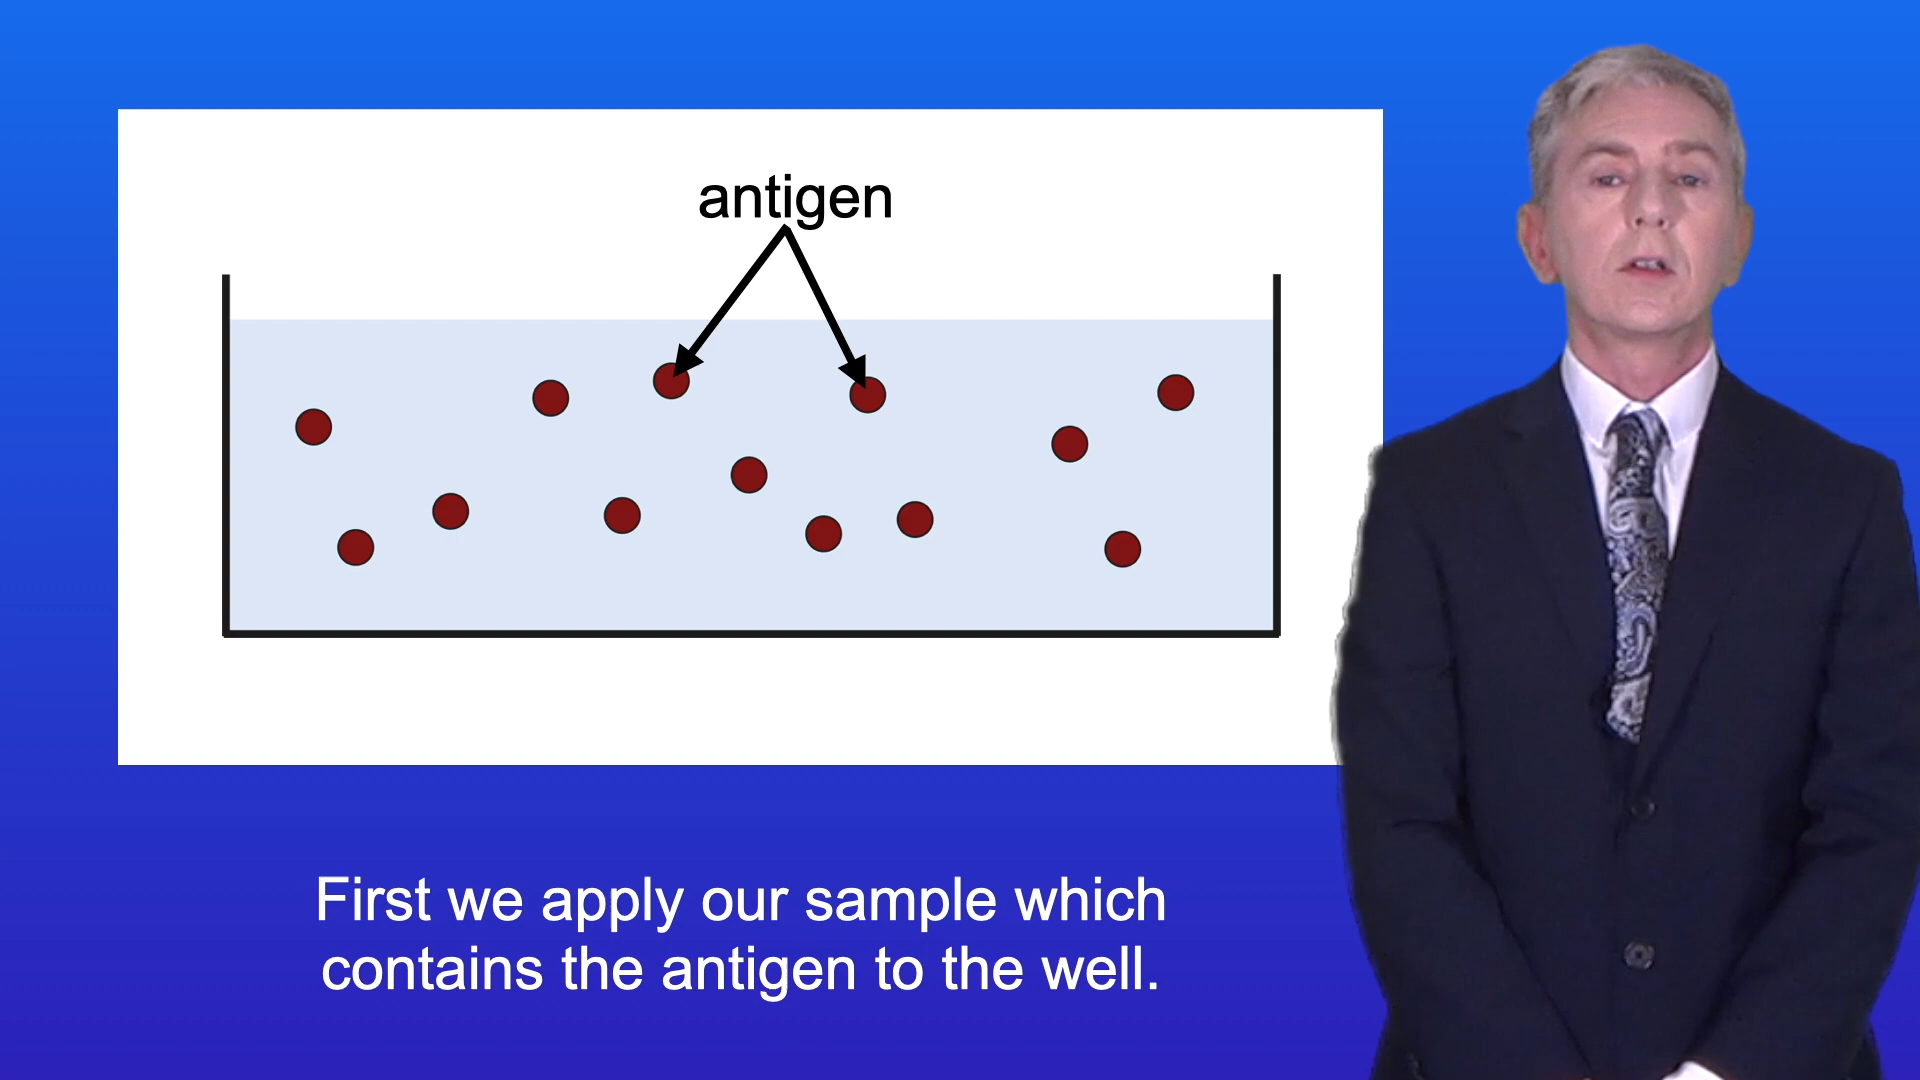 antigen
First we apply our sample which
contains the antigen to the well.